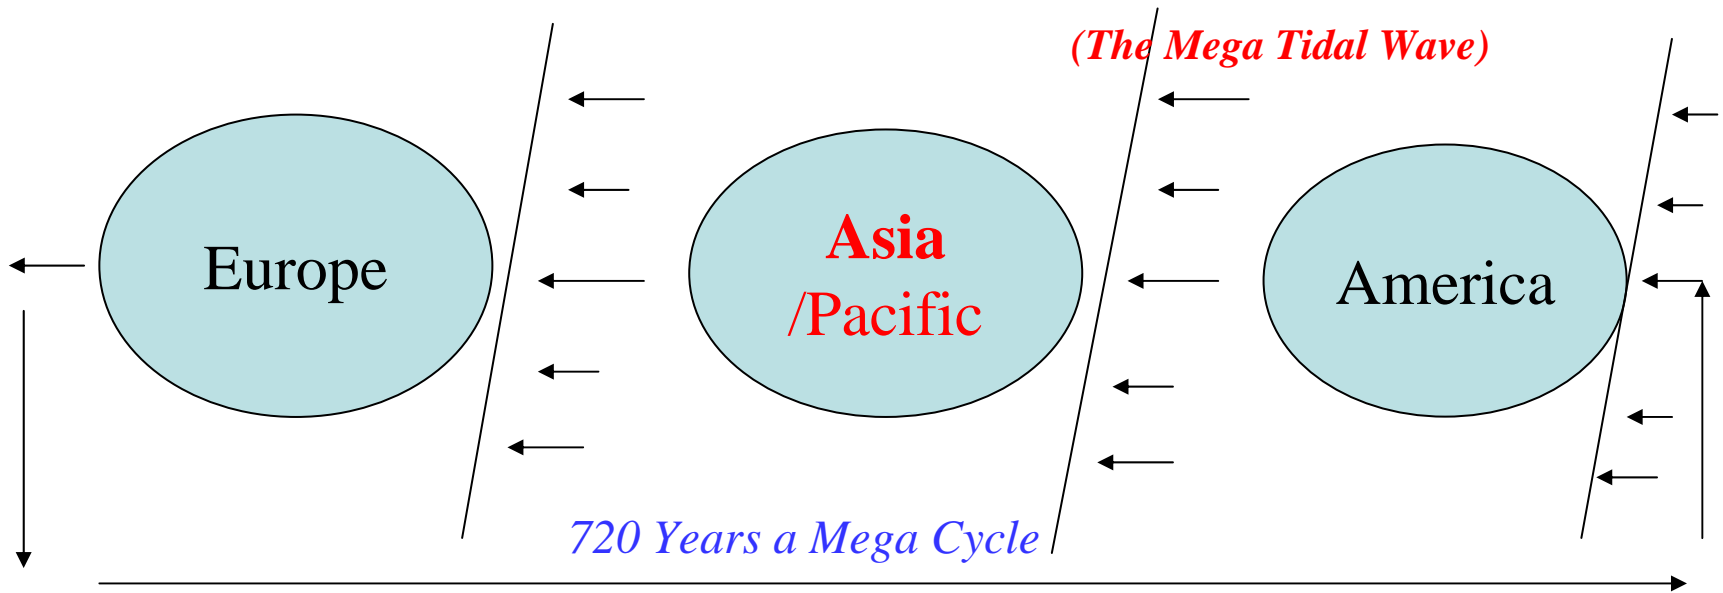 (The Mega Tidal Wave)
Europe
Asia
/Pacific
America
720 Years a Mega Cycle